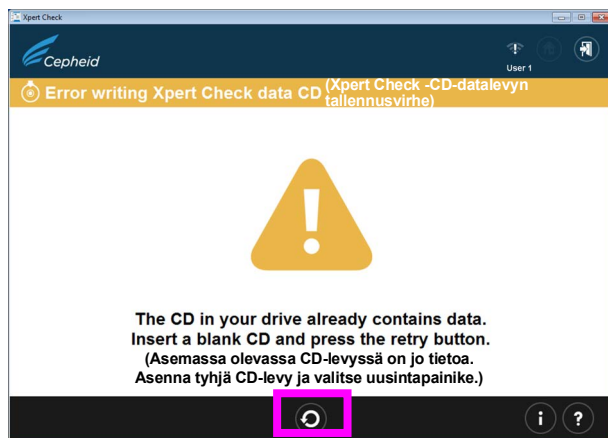 Xpert Check
Cepheid
User 1
Error writing Xpert Check data CD (Xpert Check -CD-datalevyn
tallennusvirhe)
The CD in your drive already contains data.
Insert a blank CD and press the retry button.
(Asemassa olevassa CD-levyssä on jo tietoa.
Asenna tyhjä CD-levy ja valitse uusintapainike.)
i ?